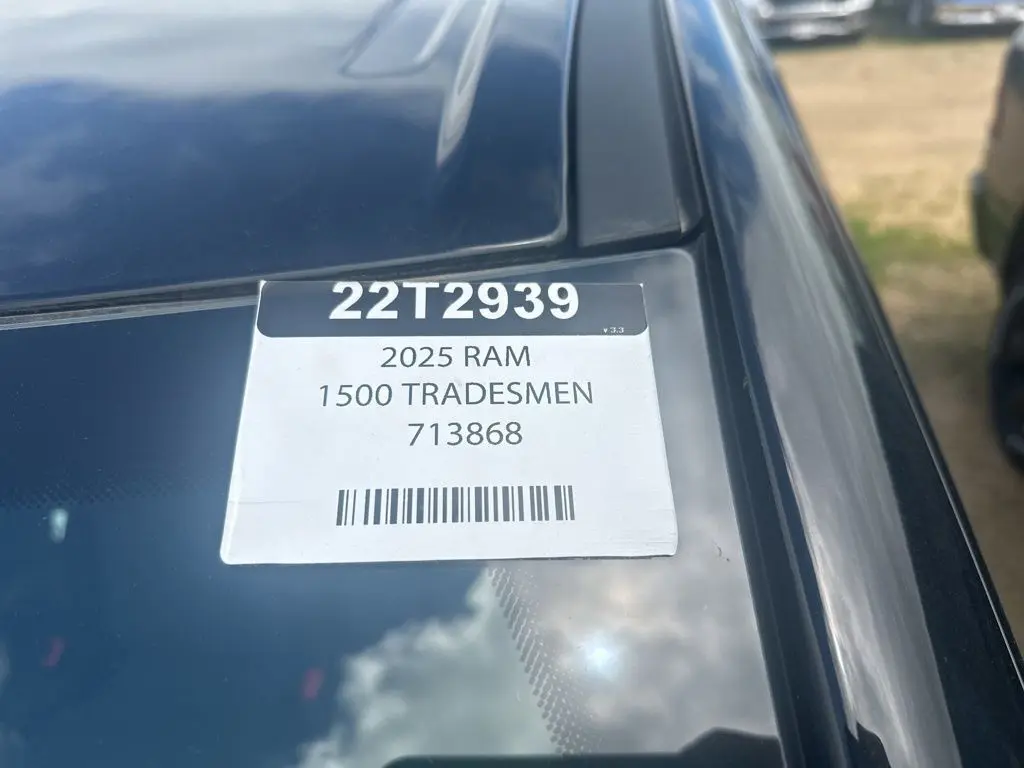 22T2939
v 3.3
2025 RAM
1500 TRADESMEN
713868